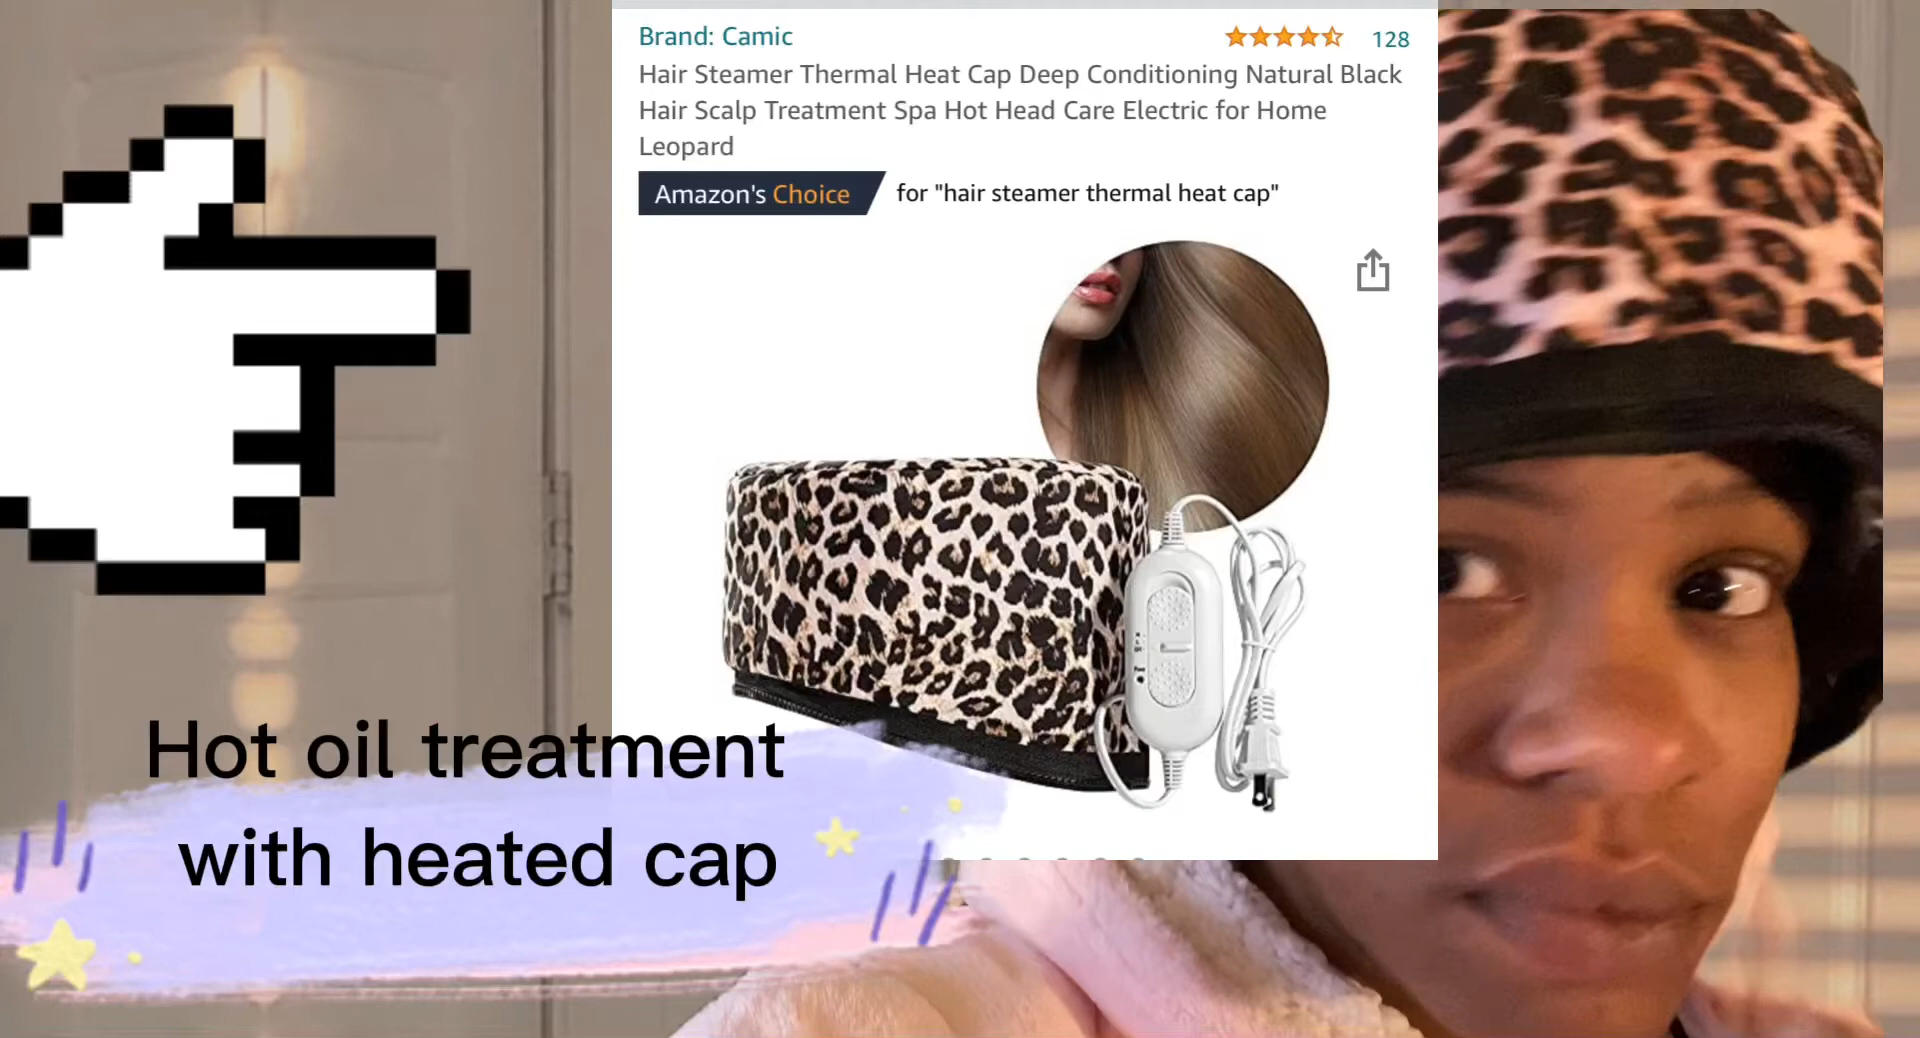 Brand: Camic
128
Hair Steamer Thermal Heat Cap Deep Conditioning Natural Black
Hair Scalp Treatment Spa Hot Head Care Electric for Home
Leopard
Amazon's Choice for "hair steamer thermal heat cap"
Hot oil treatment
with heated cap